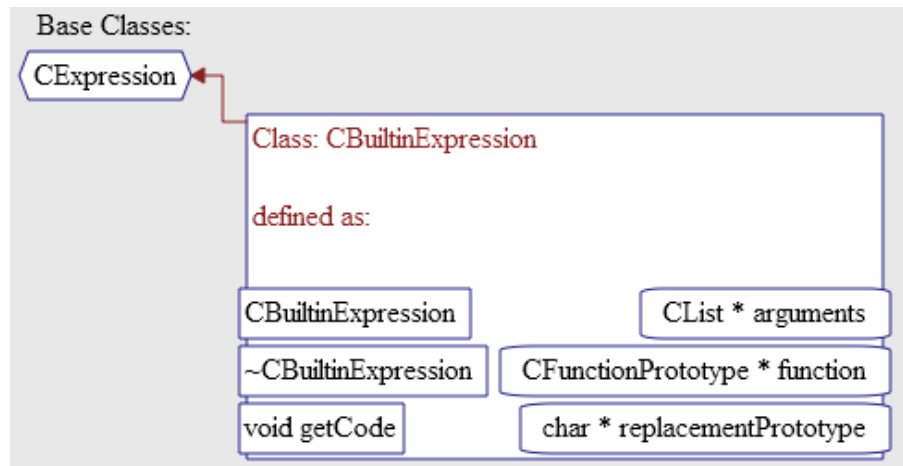 Base Classes:
CExpression
Class: CBuiltinExpression
defined as:
CBuiltinExpression
CList * arguments
~CBuiltinExpression
CFunctionPrototype * function
void getCode
char * replacementPrototype